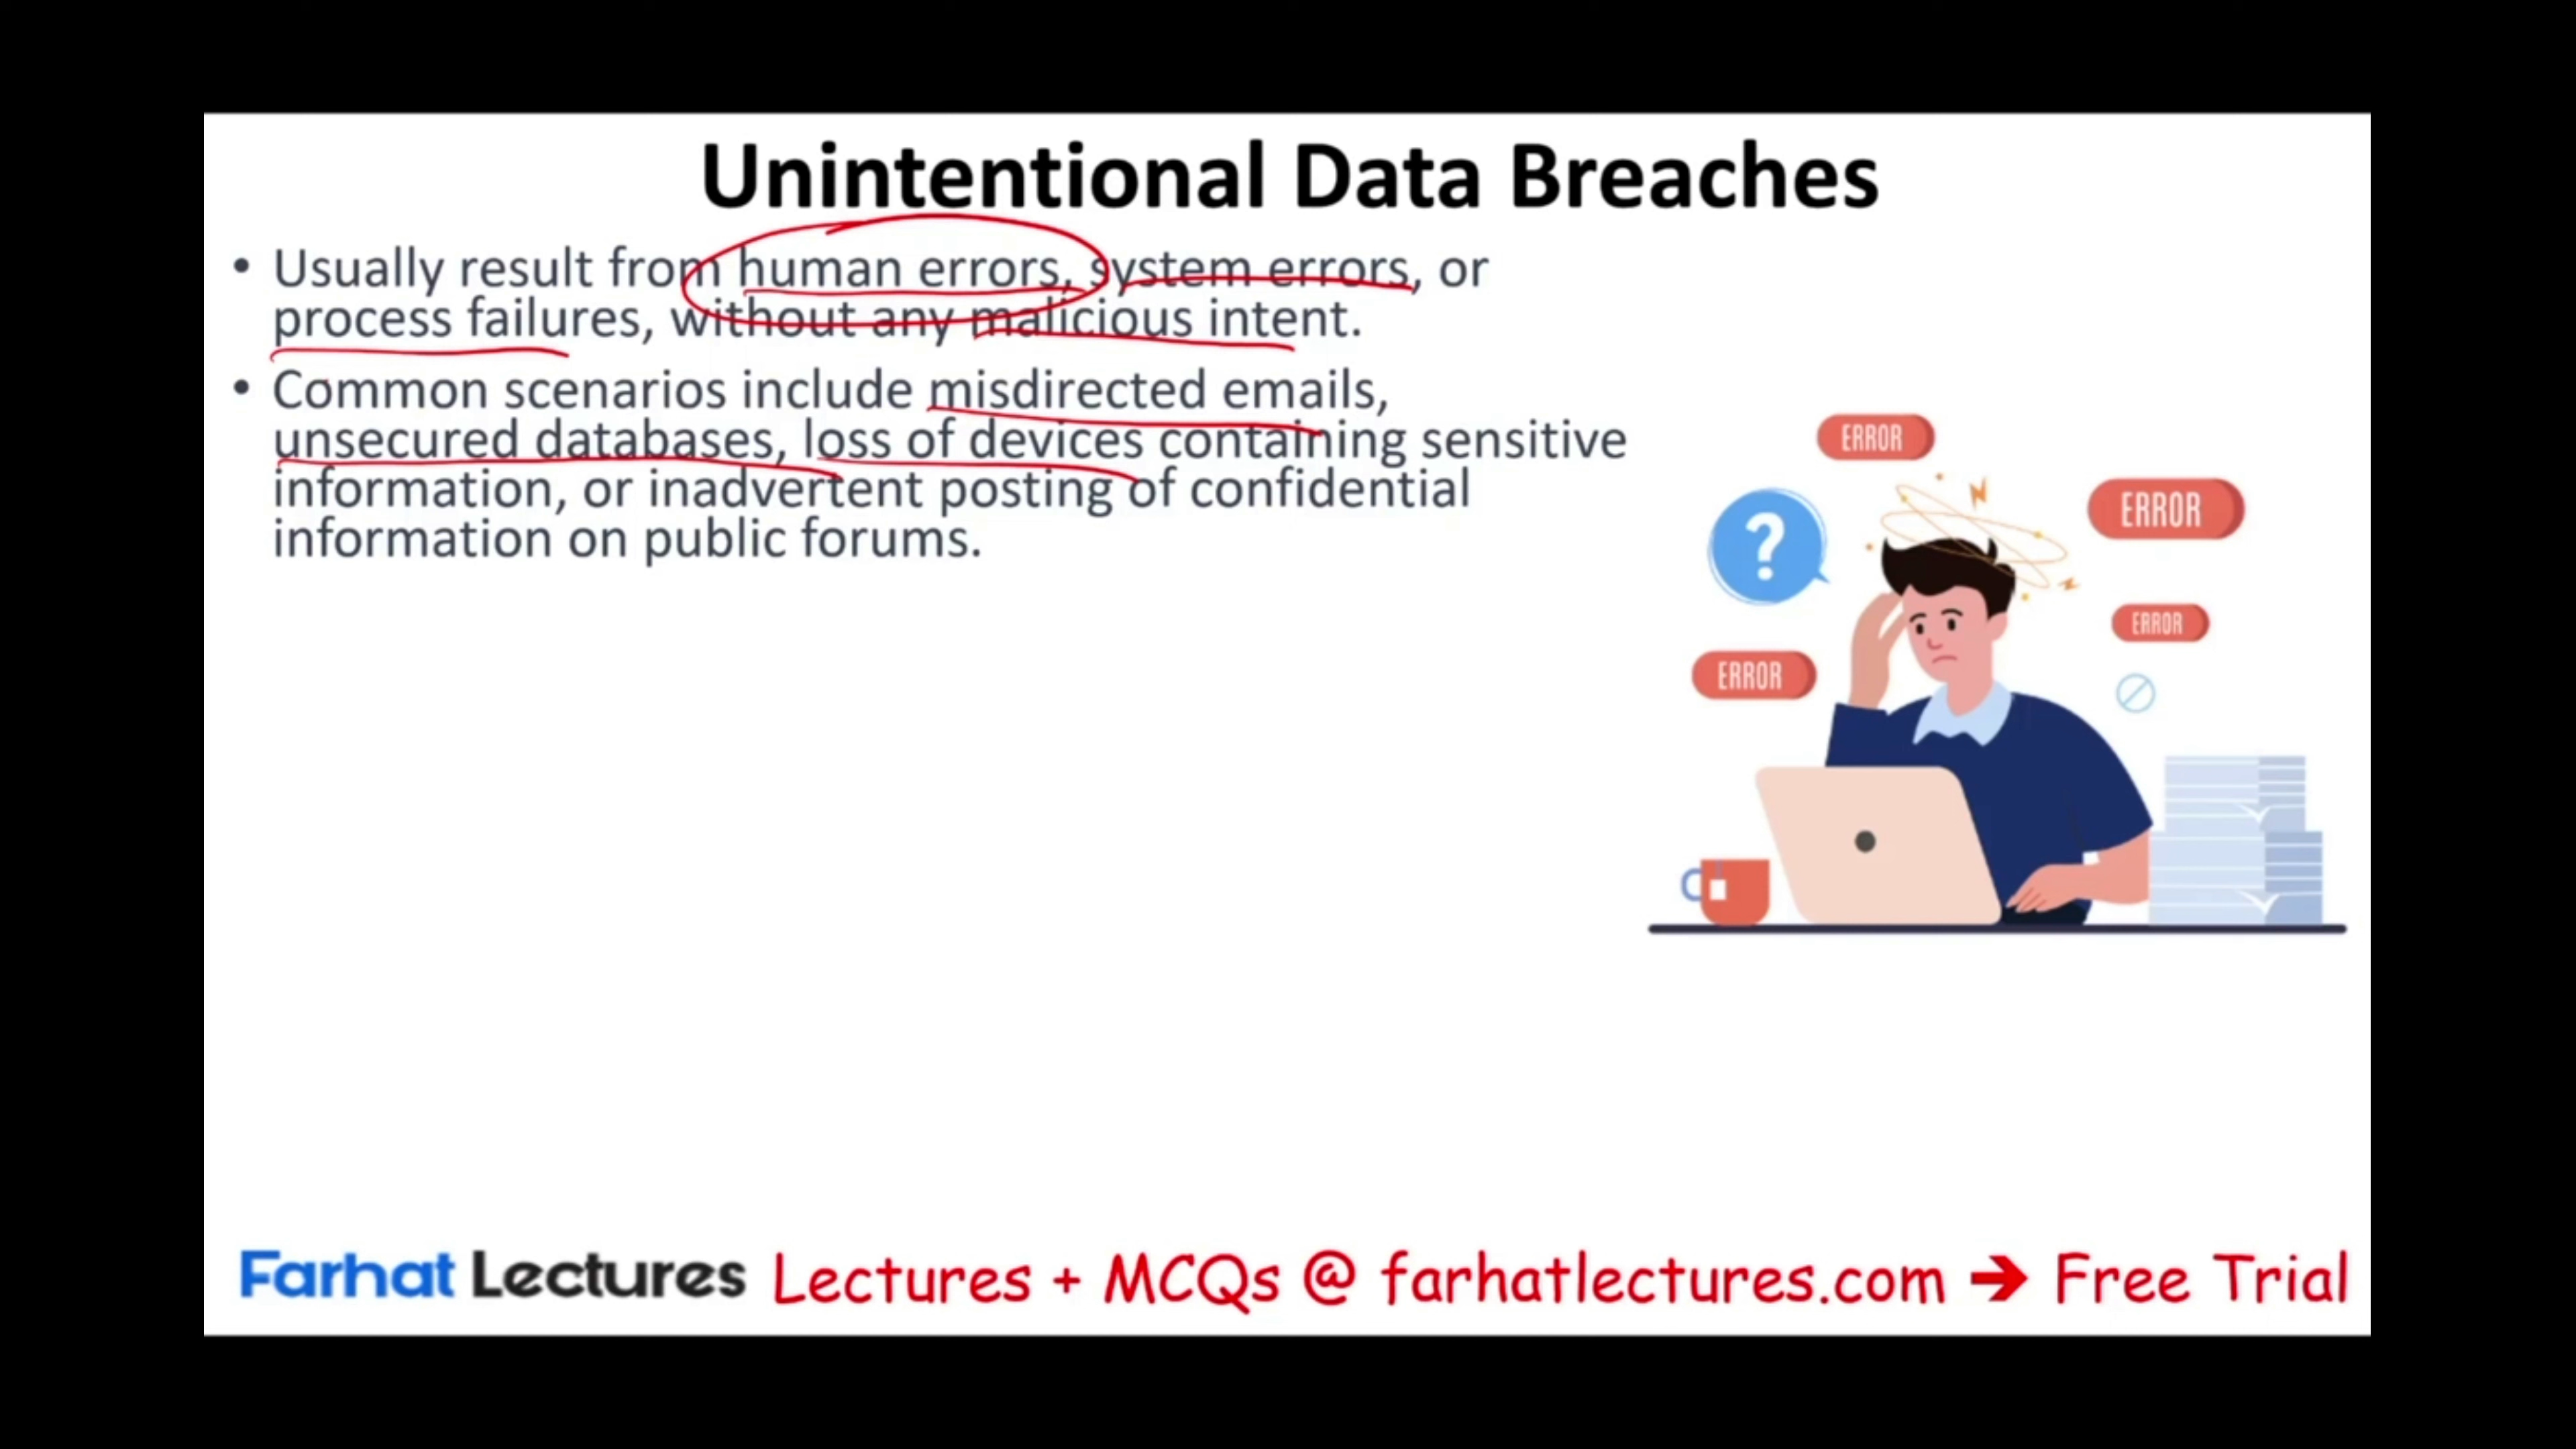 Unintentional Data Breaches
• Usually result from human errors, system errors, or
process failures, without any malicious intent.
• Common scenarios include misdirected emails,
unsecured databases, loss of devices containing sensitive
information, or inadvertent posting of confidential
information on public forums.
ERROR
ERROR
?
ERROR
ERROR
Farhat Lectures Lectures + MCQs @ farhatlectures.com ➔ Free Trial